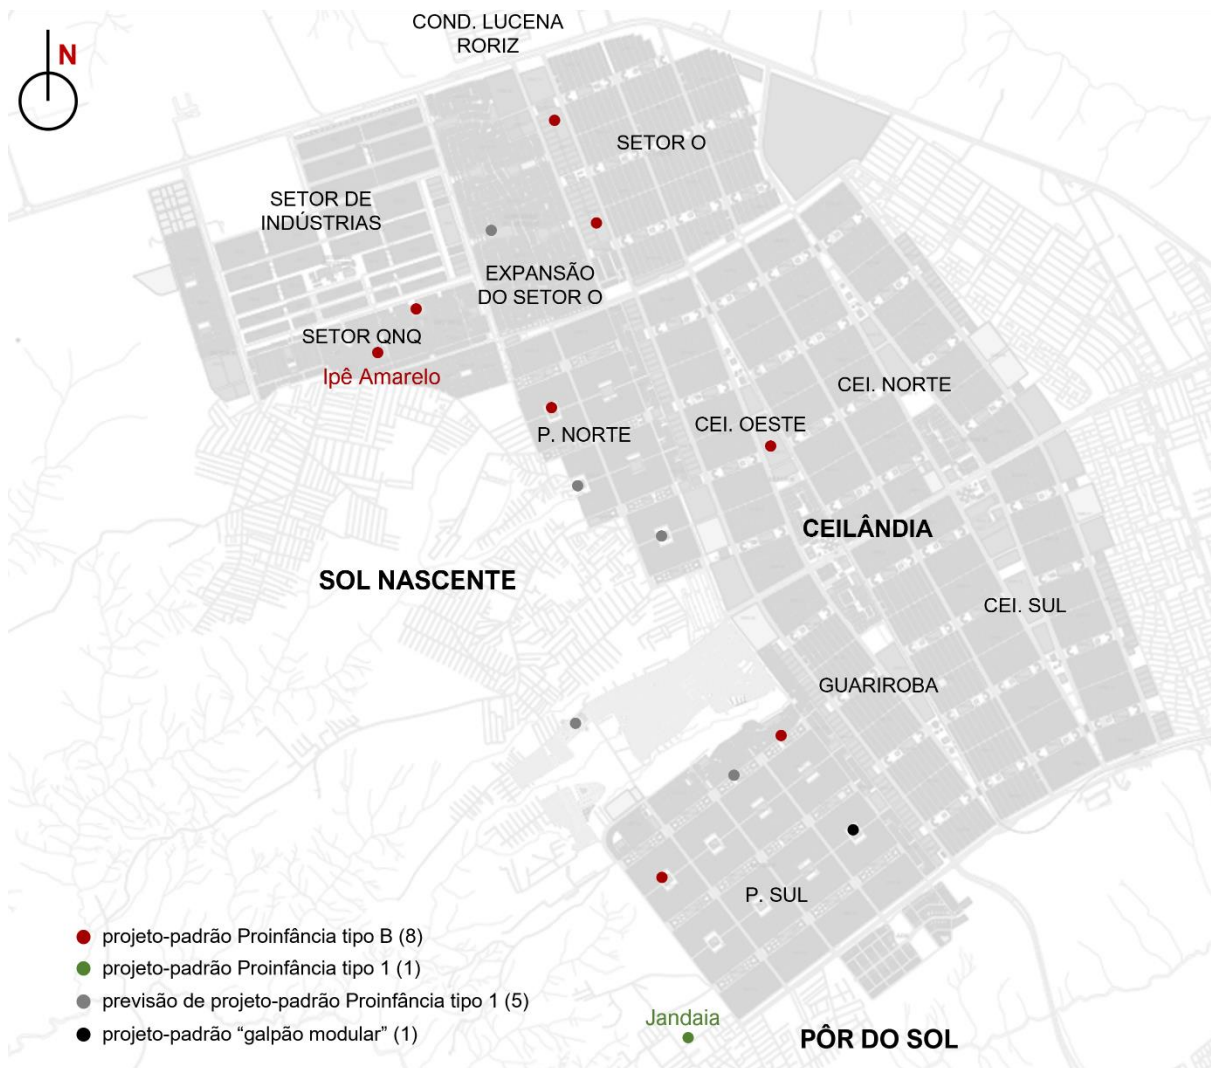 COND. LUCENA
RORIZ
N
SETOR O
SETOR DE
INDÚSTRIAS
EXPANSÃO
DO SETOR O
SETOR QNQ
Ipê Amarelo
CEI. NORTE
CEI. OESTE
P. NORTE
CEILÂNDIA
SOL NASCENTE
CEI. SUL
GUARIROBA
P. SUL
projeto-padrão Proinfância tipo B (8)
projeto-padrão Proinfância tipo 1 (1)
previsão de projeto-padrão Proinfância tipo 1 (5)
projeto-padrão “galpão modular” (1)
Jandaia
PÔR DO SOL